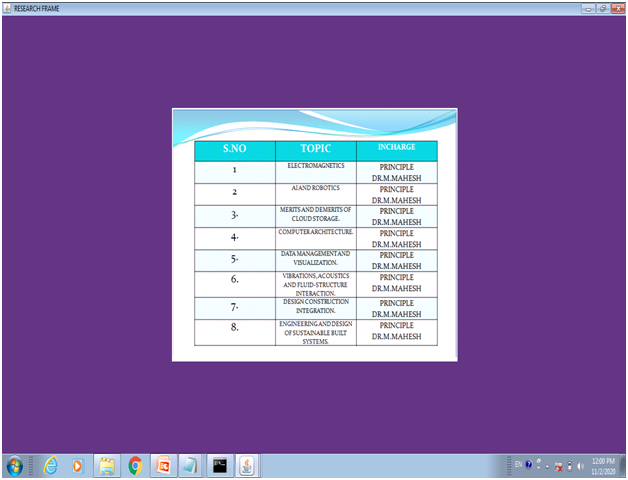 RESEARCH FRAME
S.NO TOPIC INCHARGE
1 ELECTROMAGNETICS PRINCIPLE
DR.M.MAHESH
2 AI AND ROBOTICS PRINCIPLE
DR.M.MAHESH
3. MERITS AND DEMERITS OF PRINCIPLE
CLOUD STORAGE. DR.M.MAHESH
4. COMPUTER ARCHITECTURE. PRINCIPLE
DR.M.MAHESH
5. DATA MANAGEMENT AND PRINCIPLE
VISUALIZATION. DR.M.MAHESH
6. VIBRATIONS, ACOUSTICS PRINCIPLE
AND FLUID-STRUCTURE DR.M.MAHESH
INTERACTION.
7. DESIGN CONSTRUCTION PRINCIPLE
INTEGRATION. DR.M.MAHESH
8. ENGINEERING AND DESIGN PRINCIPLE
OF SUSTAINABLE BUILT DR.M.MAHESH
SYSTEMS.
EN 12:00 PM
11/2/2020